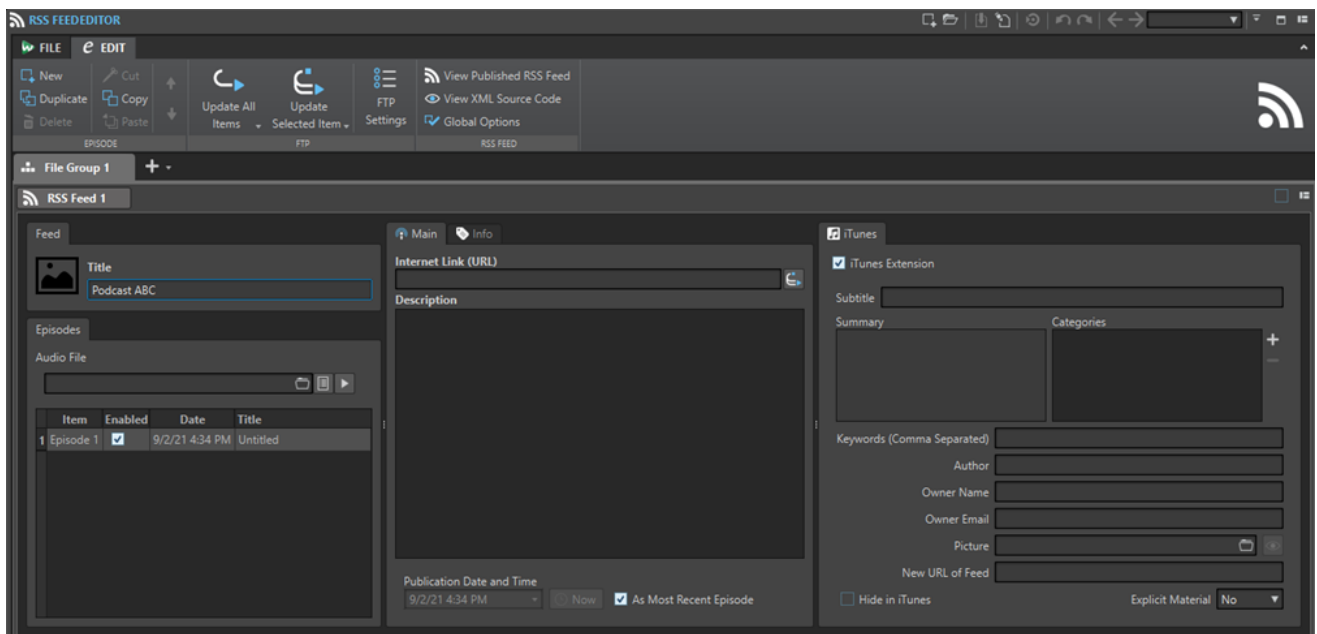 RSS FEEDEDITOR
FILE EDIT
New Cut
Duplicate Copy
Delete Paste
EPISODE
Update All Items
Update Selected Item
FTP Settings
FTP
View Published RSS Feed
View XML Source Code
Global Options
RSS FEED
File Group 1
RSS Feed 1
Feed
Title
Podcast ABC
Episodes
Audio File
Item Enabled Date Title
1 Episode 1 9/2/21 4:34 PM Untitled
Main Info
Internet Link (URL)
Description
Publication Date and Time
9/2/21 4:34 PM Now As Most Recent Episode
iTunes
iTunes Extension
Subtitle
Summary Categories
Keywords (Comma Separated)
Author
Owner Name
Owner Email
Picture
New URL of Feed
Hide in iTunes Explicit Material No